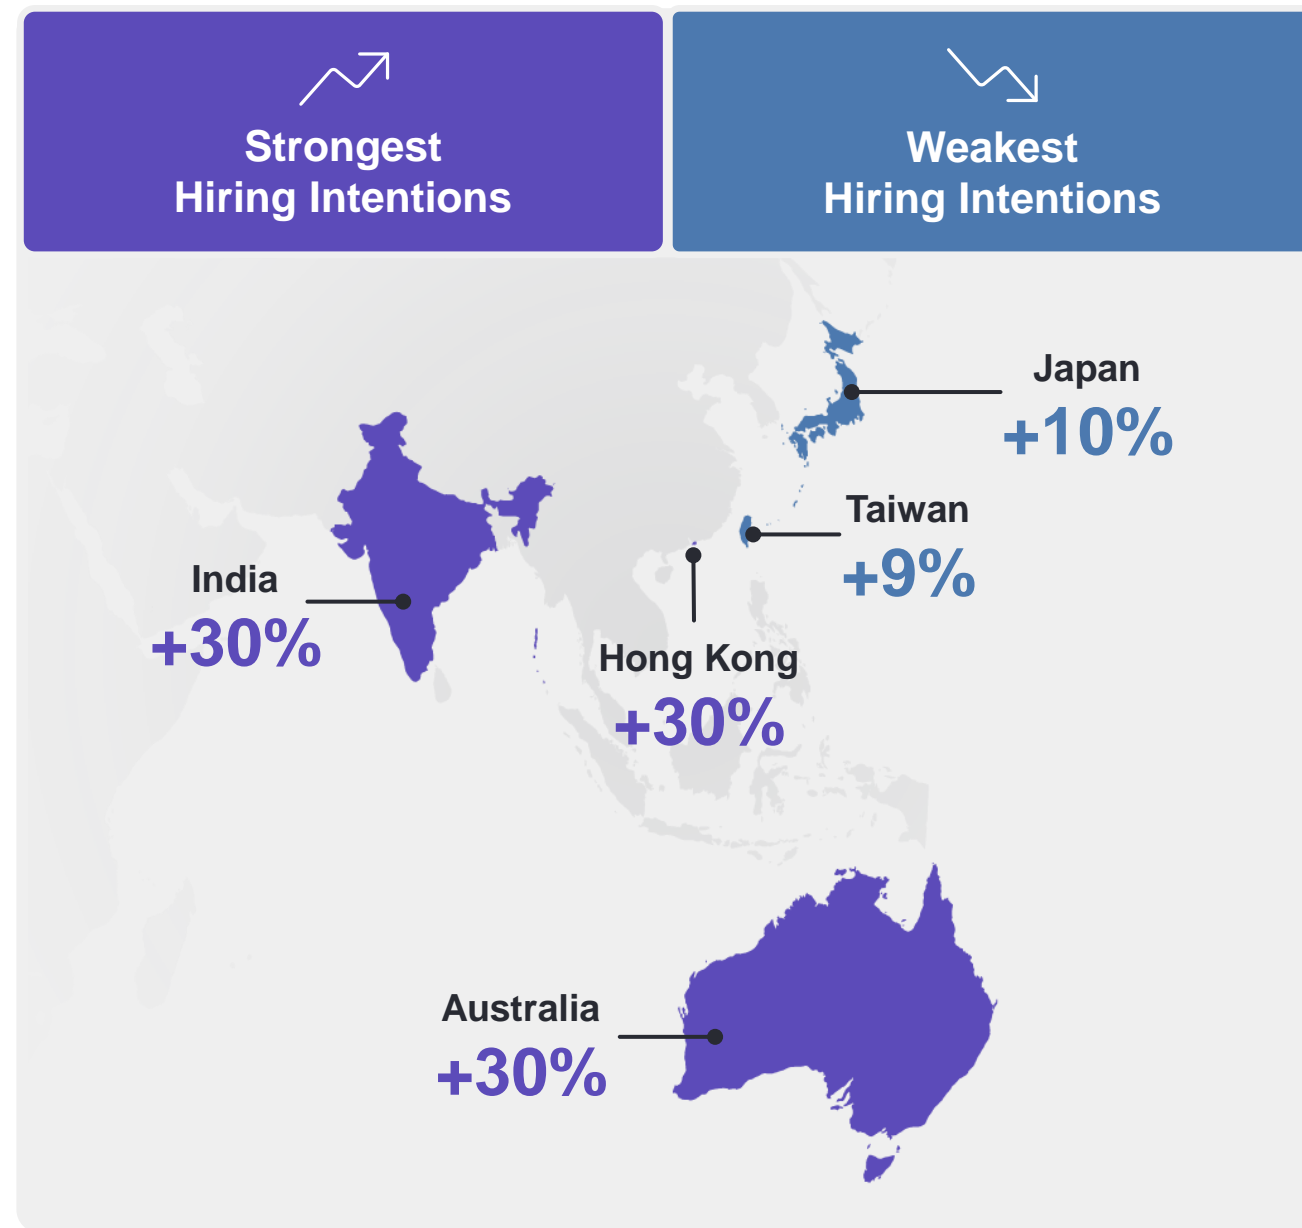 Strongest
Hiring Intentions
Weakest
Hiring Intentions
Japan
+10%
Taiwan
+9%
India
+30%
Hong Kong
+30%
Australia
+30%